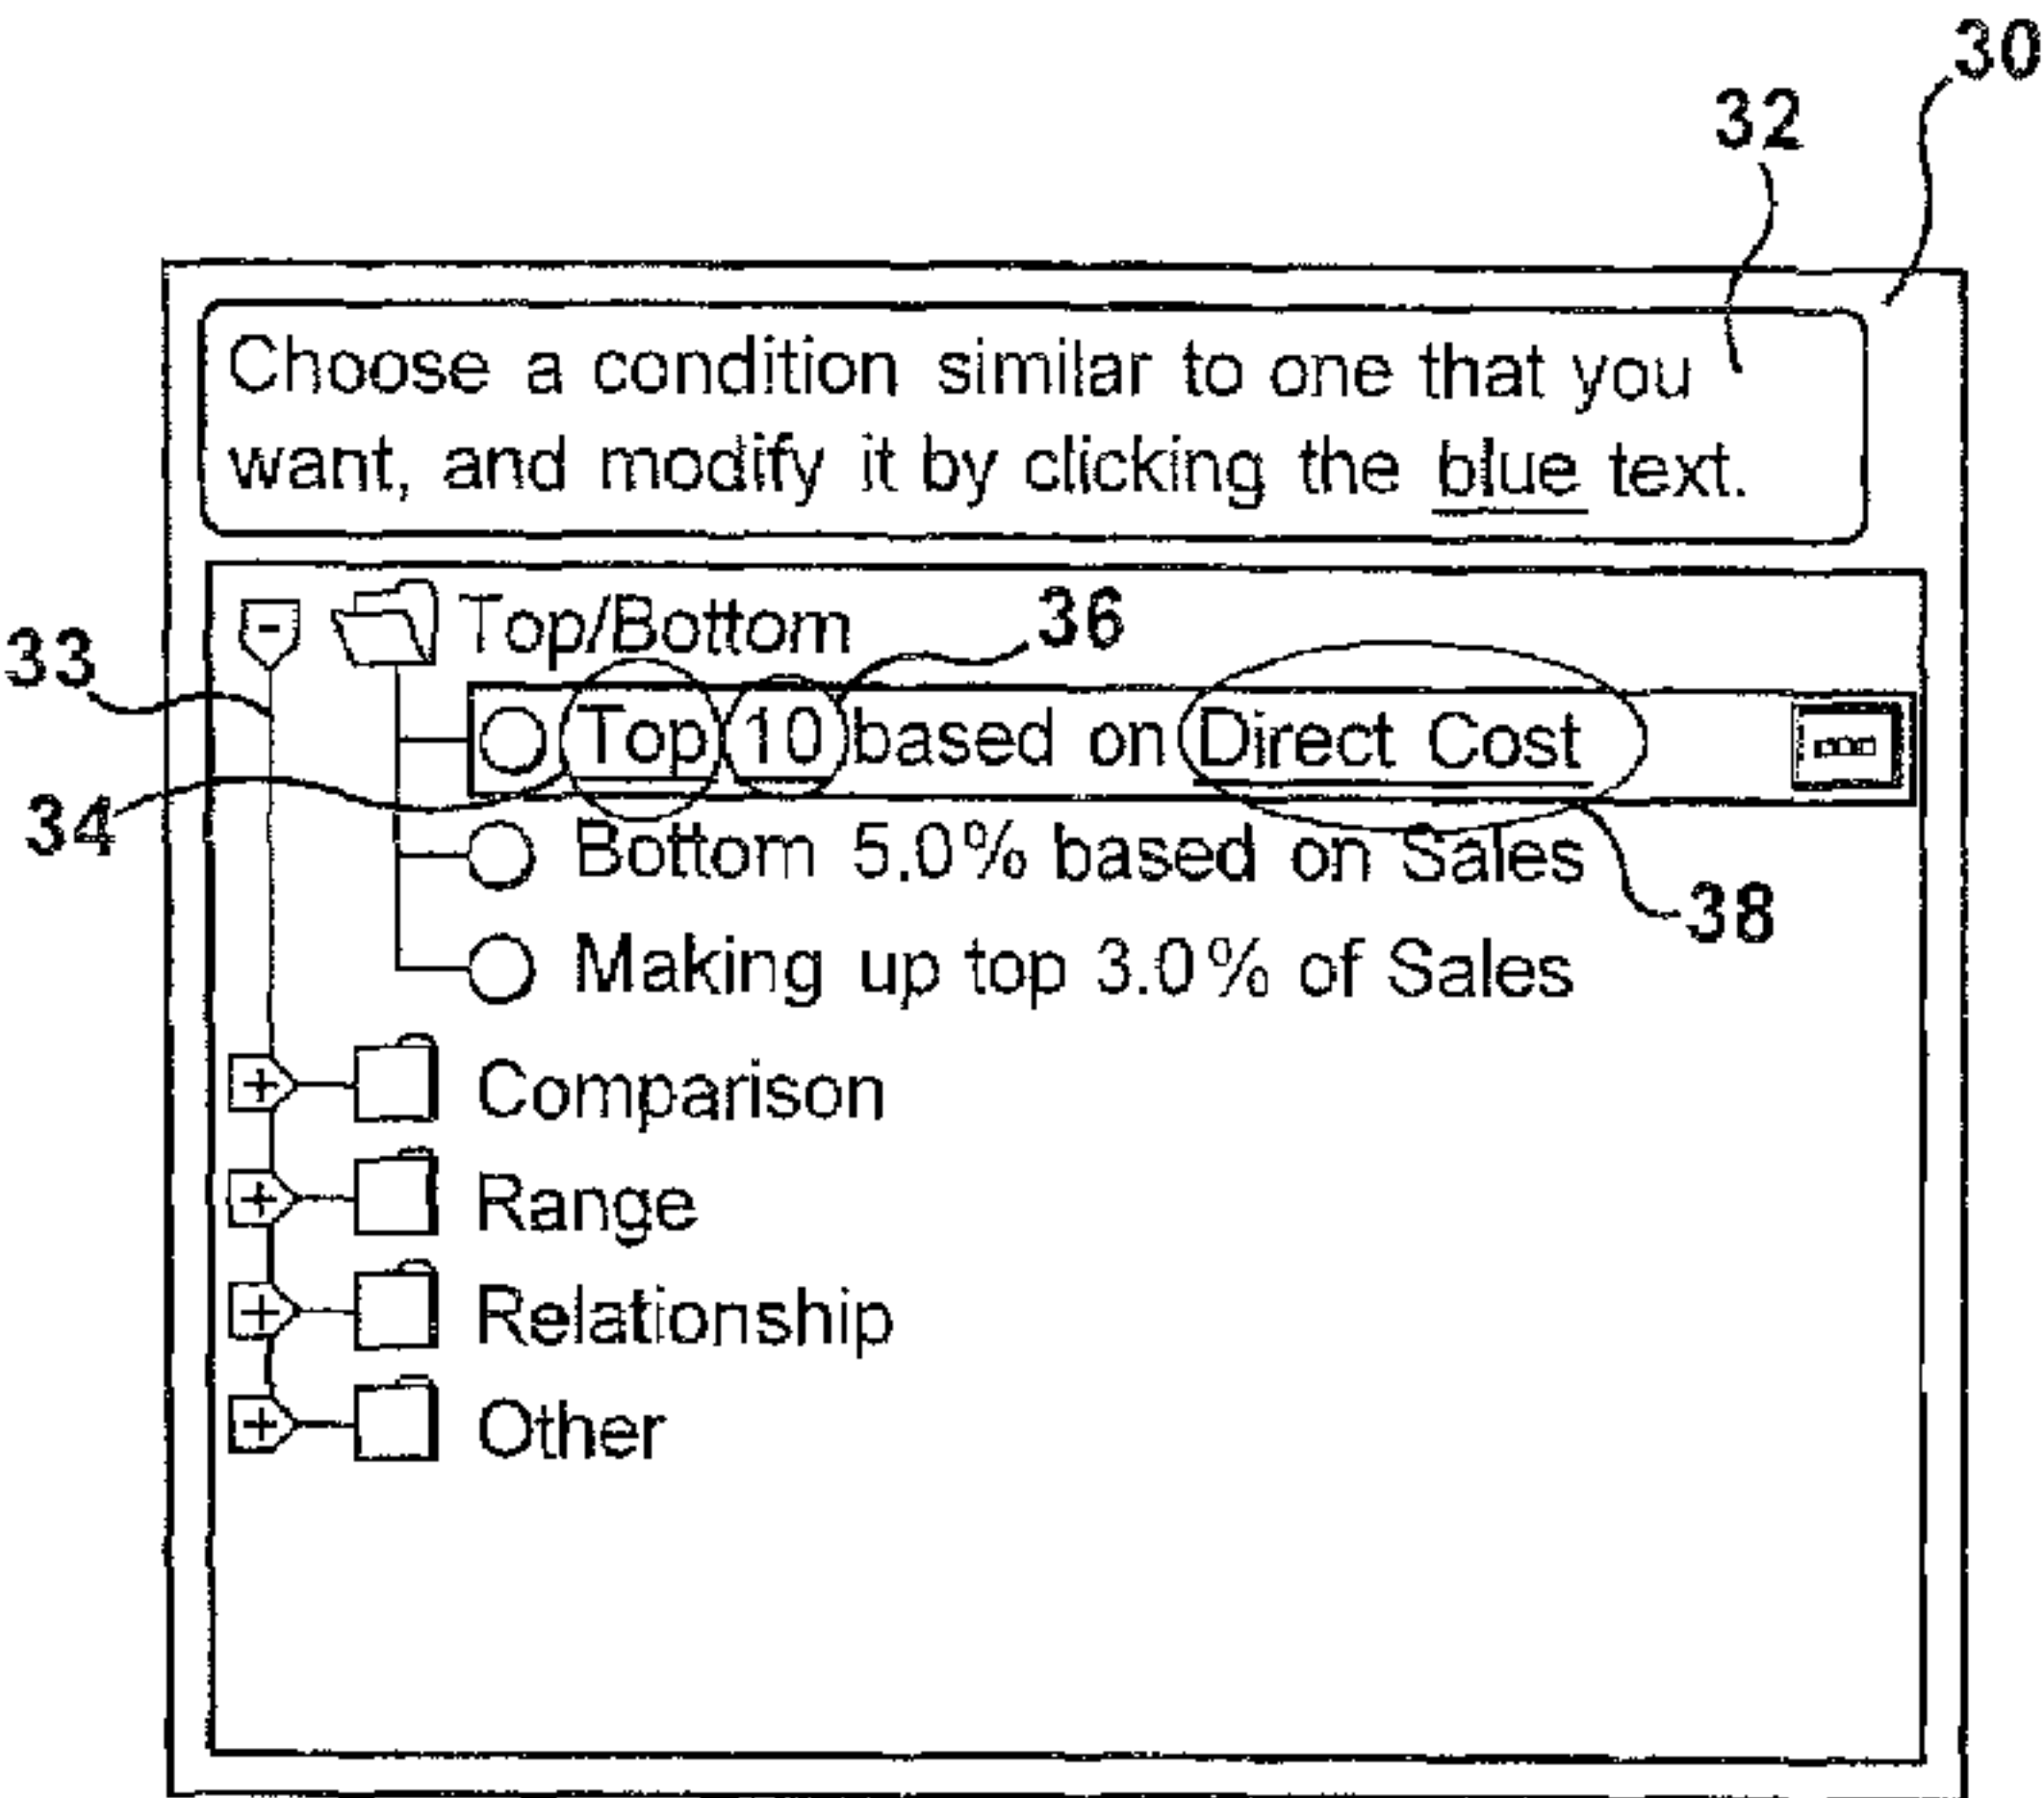 30
32
Choose a condition similar to one that you
want, and modify it by clicking the blue text.
Top/Bottom
36
33
Top 10 based on Direct Cost
34
Bottom 5.0% based on Sales
38
Making up top 3.0% of Sales
Comparison
Range
Relationship
Other